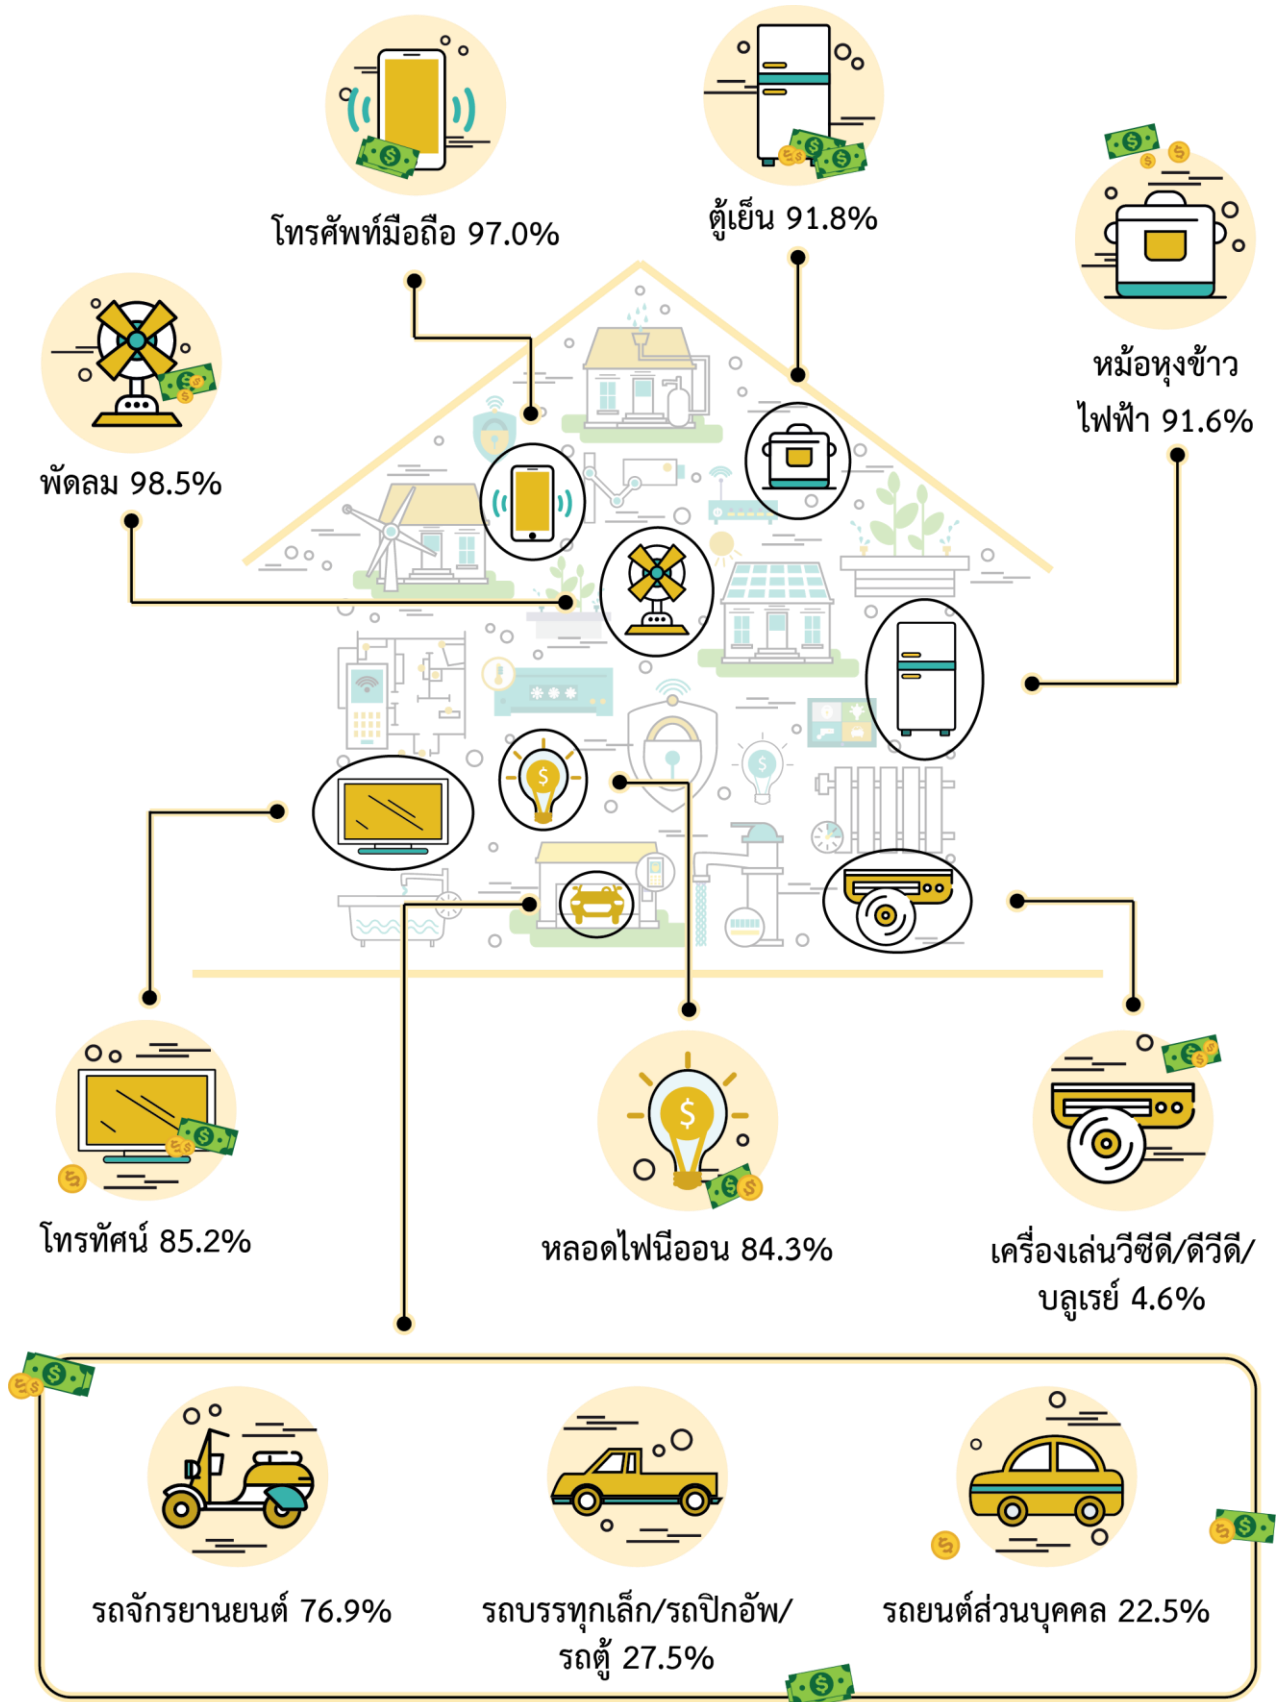 โทรศัพท์มือถือ 97.0%
ตู้เย็น 91.8%
หม้อหุงข้าว
ไฟฟ้า 91.6%
พัดลม 98.5%
โทรทัศน์ 85.2%
หลอดไฟนีออน 84.3%
เครื่องเล่นวีซีดี/ดีวีดี/
บลูเรย์ 4.6%
รถจักรยานยนต์ 76.9%
รถบรรทุกเล็ก/รถปิกอัพ/
รถตู้ 27.5%
รถยนต์ส่วนบุคคล 22.5%